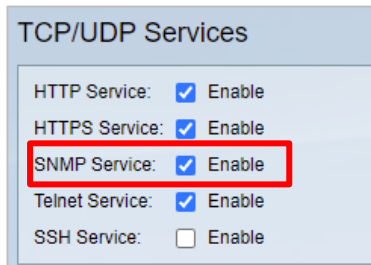 TCP/UDP Services
HTTP Service: Enable
HTTPS Service: Enable
SNMP Service: Enable
Telnet Service: Enable
SSH Service: Enable